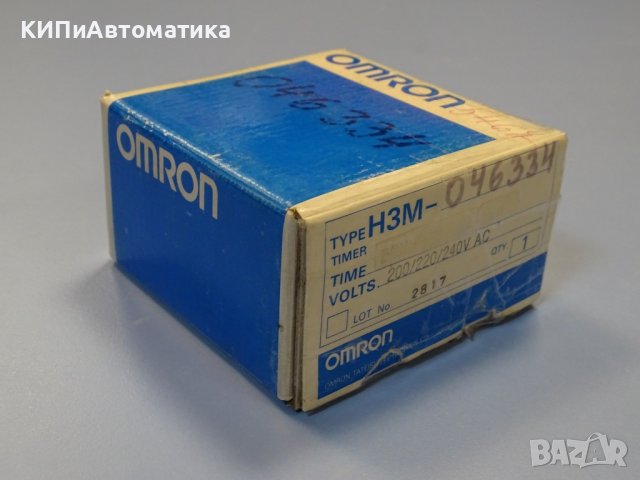 КИПиАвтоматика
OMRON
046334
OMRON
TYPE H3M- 046334
TIMER
TIME
VOLTS. 200/220/240V AC QTY. 1
LOT No 2817
OMRON
BAZAR